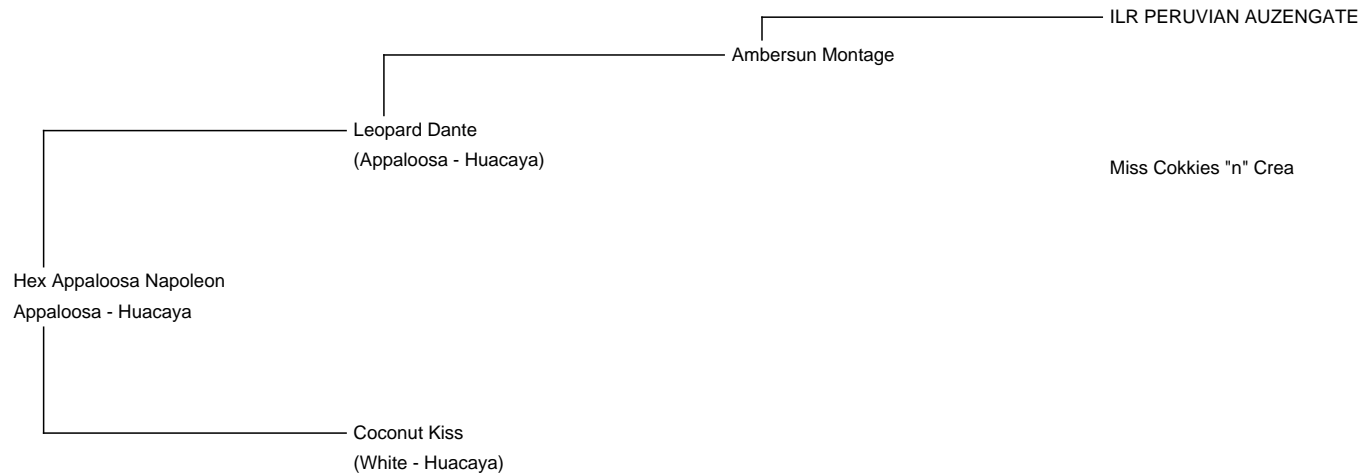 ILR PERUVIAN AUZENGATE
Ambersun Montage
Leopard Dante
(Appaloosa - Huacaya)
Miss Cokkies "n" Crea
Hex Appaloosa Napoleon
Appaloosa - Huacaya
Coconut Kiss
(White - Huacaya)